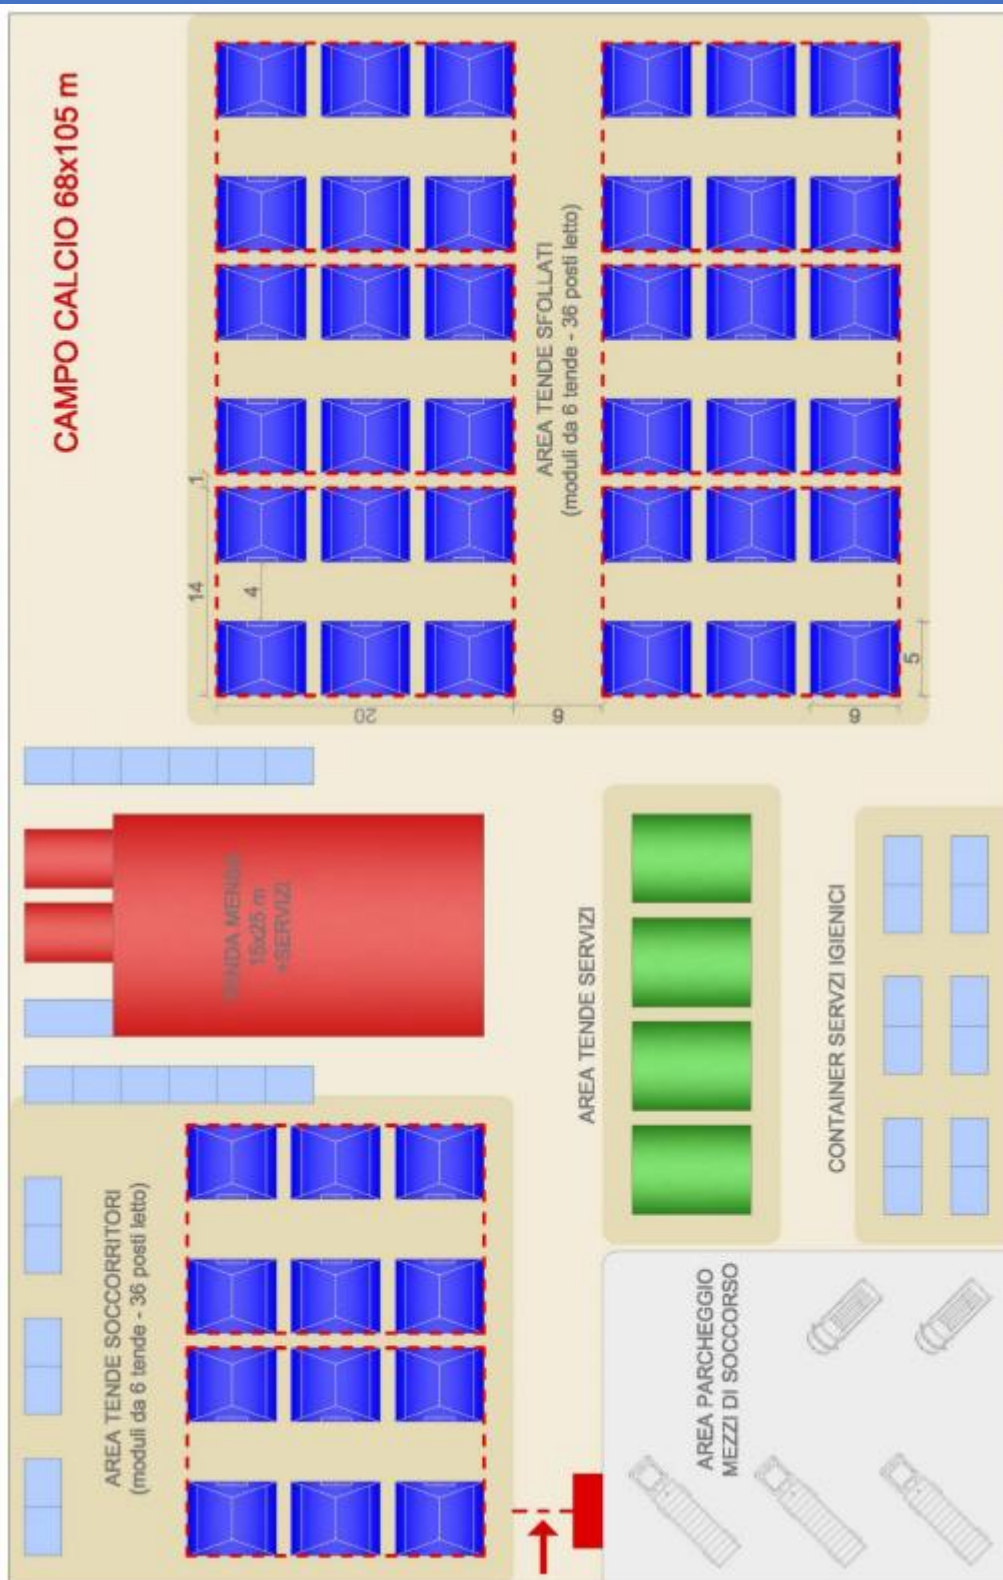 CAMPO CALCIO 68x105 m
AREA TENDE SFOLLATI
(moduli da 6 tende - 36 posti letto)
1
14
4
20
6
6
5
TENDA MENSA
15x25 m
+SERVIZI
AREA TENDE SERVIZI
CONTAINER SERVZI IGIENICI
AREA TENDE SOCCORRITORI
(moduli da 6 tende - 36 posti letto)
AREA PARCHEGGIO
MEZZI DI SOCCORSO